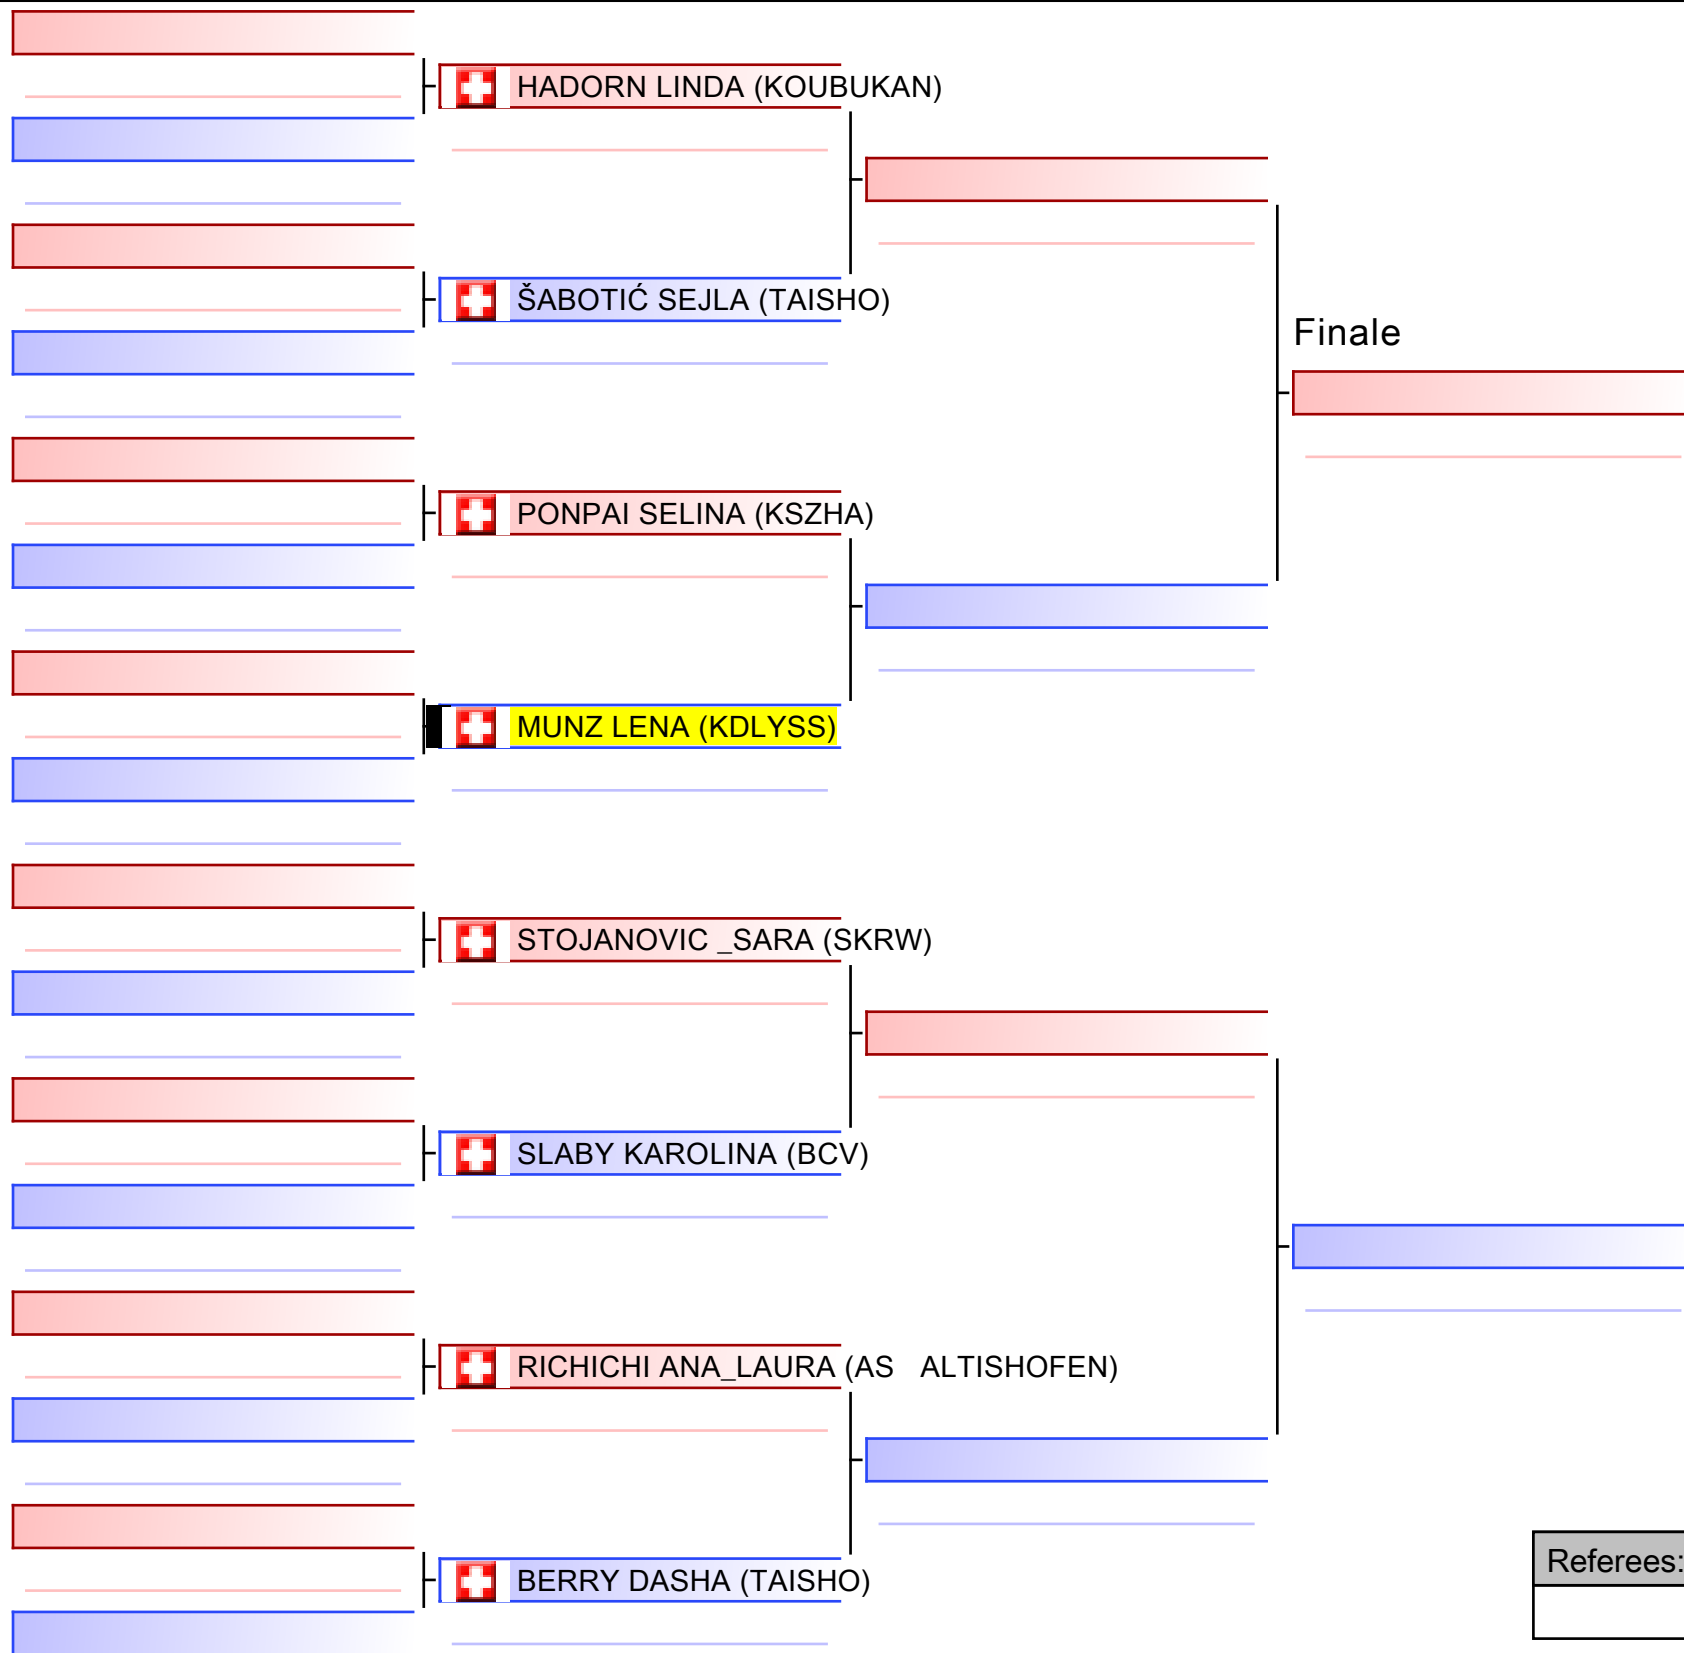 HADORN LINDA (KOUBUKAN)
ŠABOTIĆ SEJLA (TAISHO)
Finale
PONPAI SELINA (KSZHA)
MUNZ LENA (KDLYSS)
STOJANOVIC _SARA (SKRW)
SLABY KAROLINA (BCV)
RICHICHI ANA_LAURA (AS   ALTISHOFEN)
BERRY DASHA (TAISHO)
Referees: